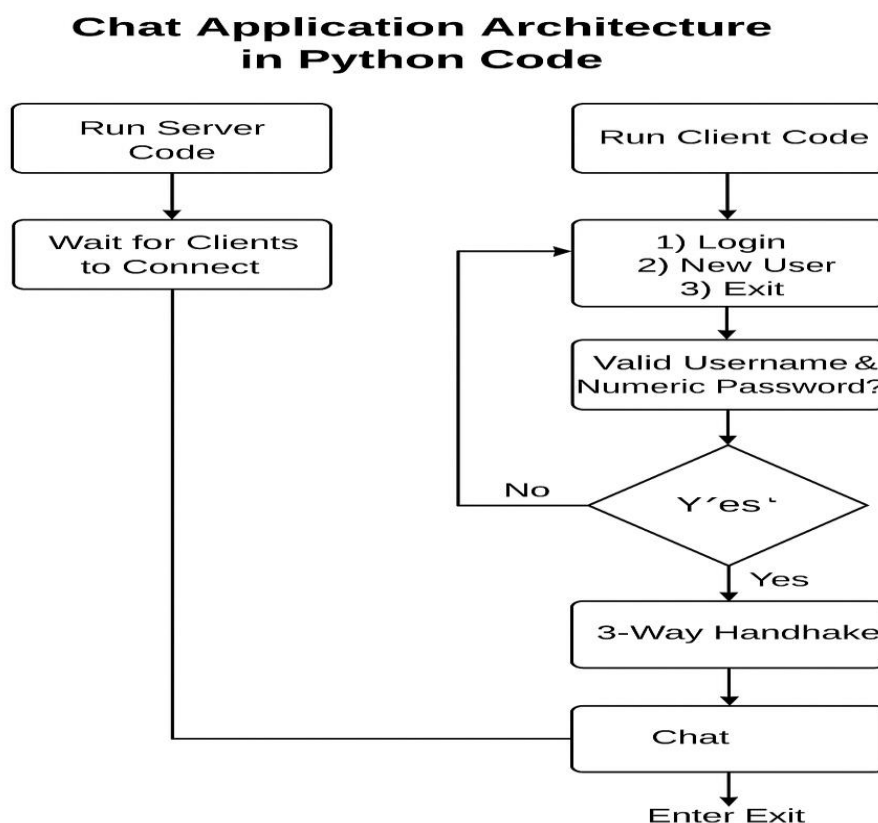 Chat Application Architecture
in Python Code
Run Server
Code
Wait for Clients
to Connect
Run Client Code
1) Login
2) New User
3) Exit
Valid Username &
Numeric Password?
No
Y´es
Yes
3-Way Handhake
Chat
Enter Exit